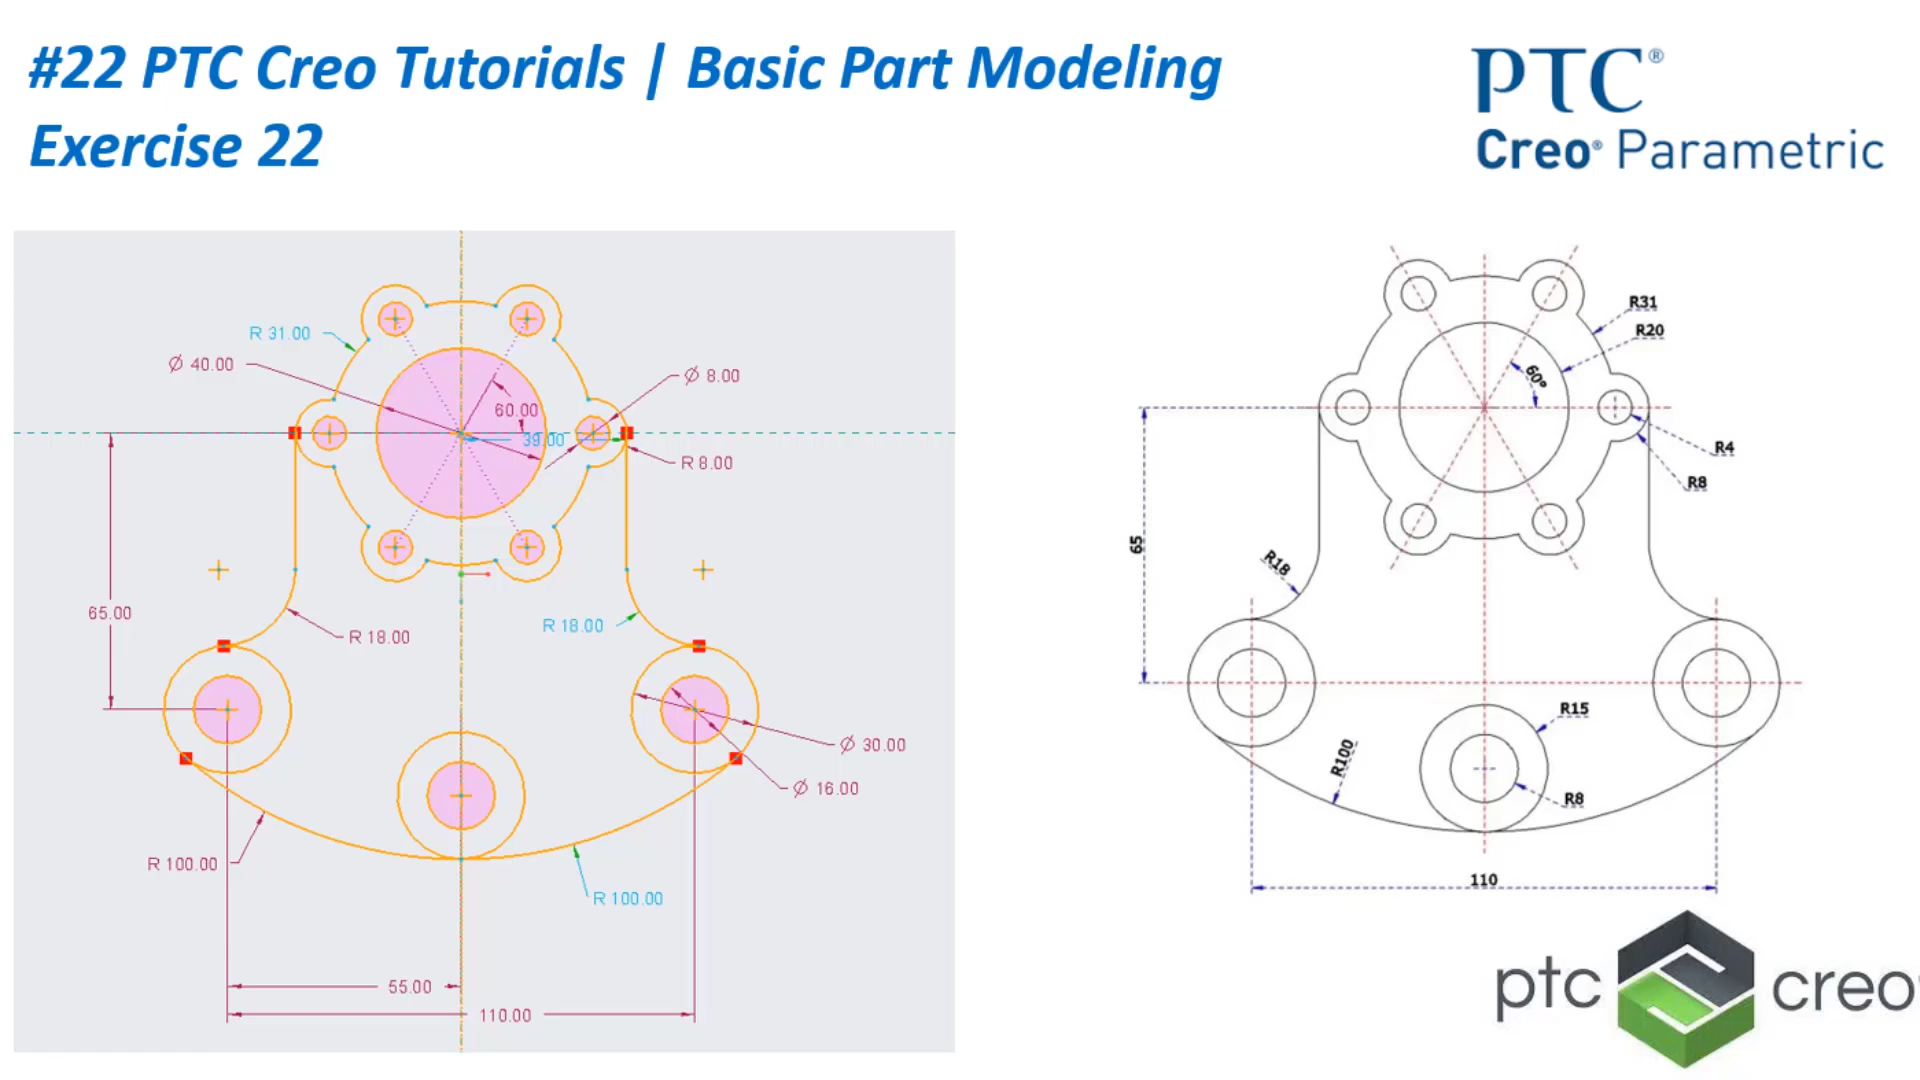 #22 PTC Creo Tutorials | Basic Part Modeling
Exercise 22
PTC®
Creo® Parametric
R 31.00
Ø 40.00
Ø 8.00
60.00
39.00
R 8.00
65.00
R 18.00
R 18.00
Ø 30.00
Ø 16.00
R 100.00
R 100.00
55.00
110.00
R31
R20
60°
R4
R8
65
R18
R15
R100
R8
110
ptc creo